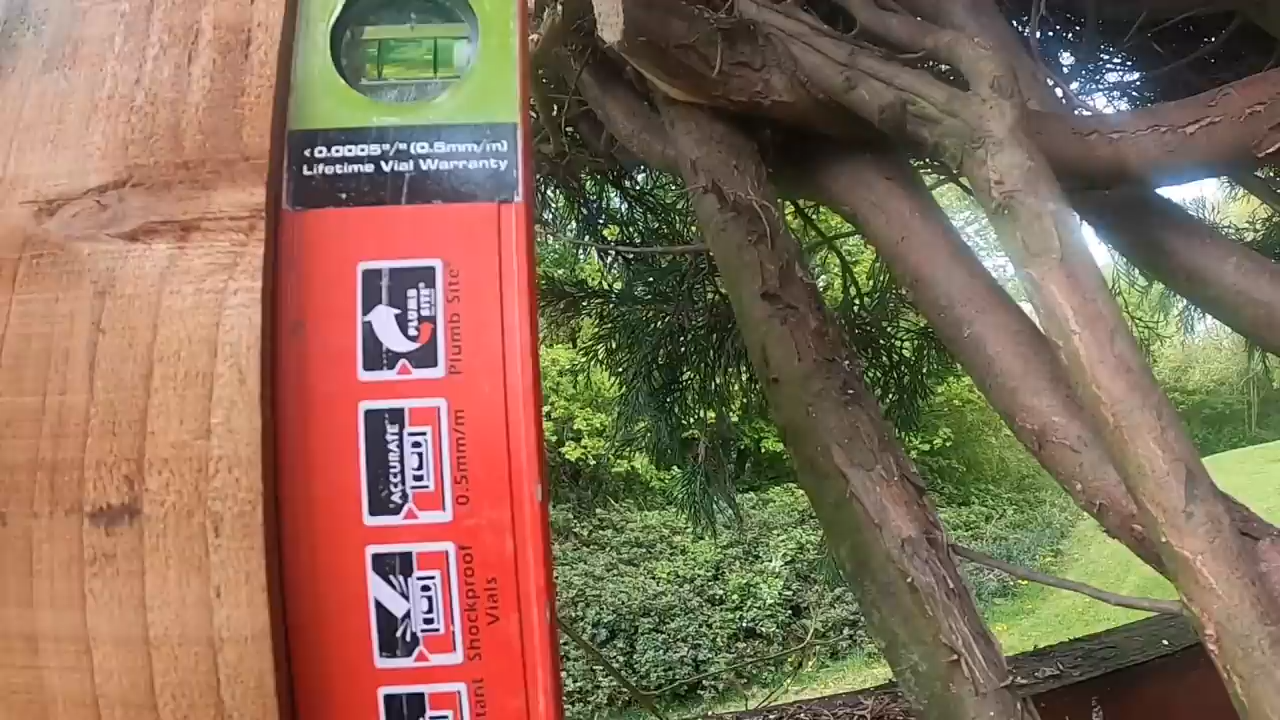 <0.0005"/" (0.5mm/m)
Lifetime Vial Warranty
PLUMB
SITE®
Plumb Site®
"ACCURATE"
0.5mm/m
Shockproof
Vials